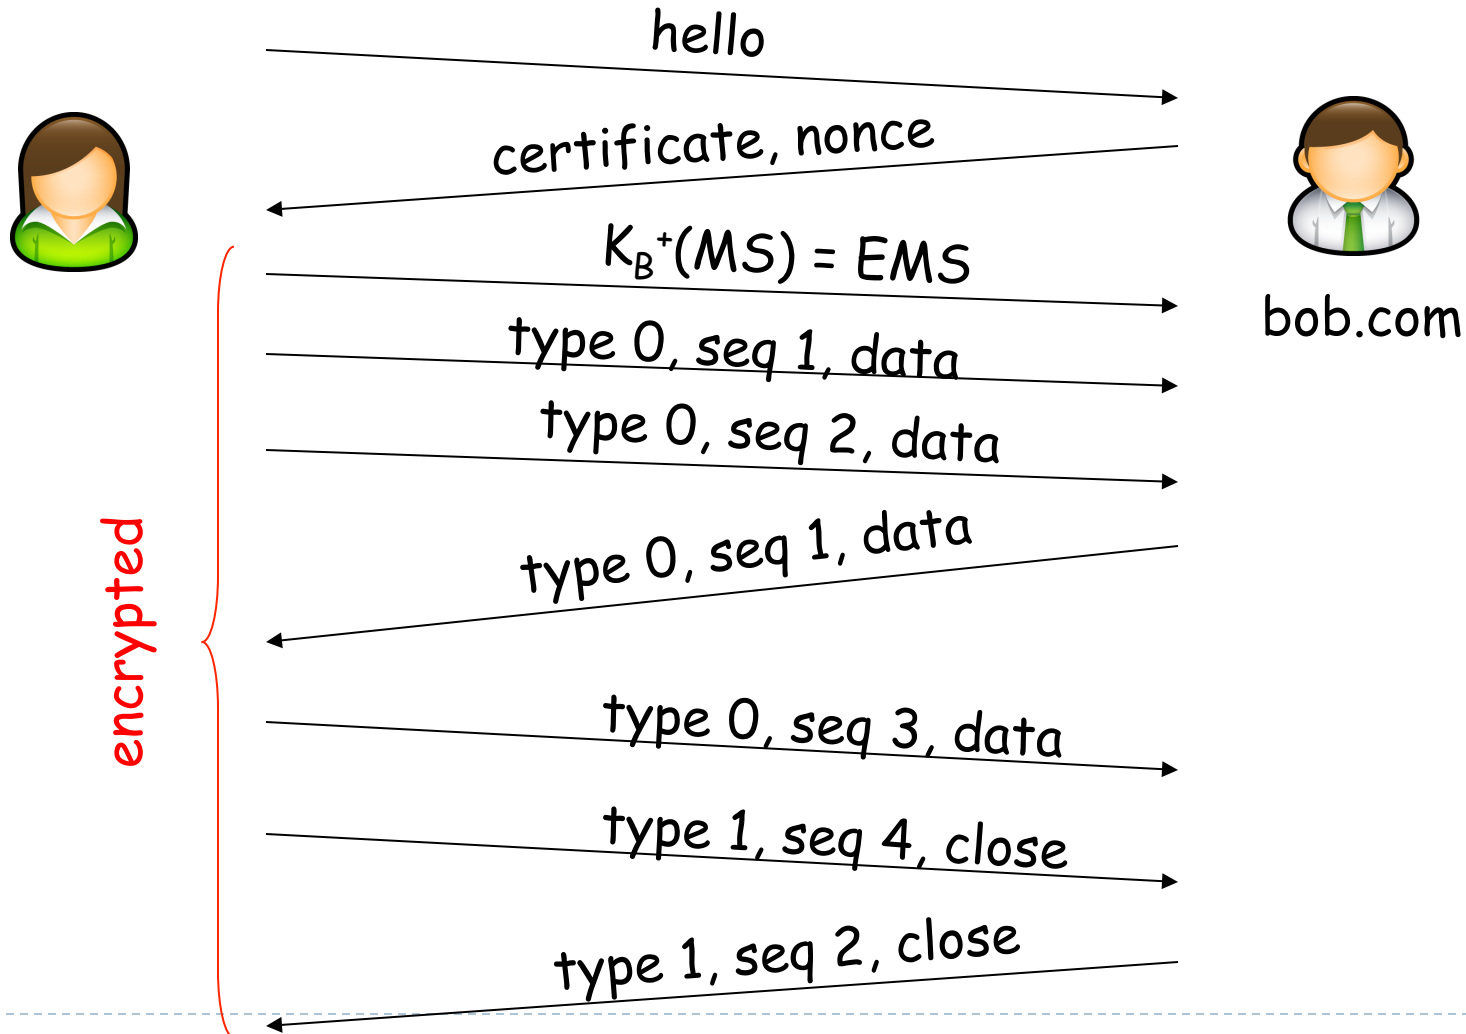 hello
certificate, nonce
K_B^+(MS) = EMS
bob.com
type 0, seq 1, data
type 0, seq 2, data
type 0, seq 1, data
encrypted
type 0, seq 3, data
type 1, seq 4, close
type 1, seq 2, close